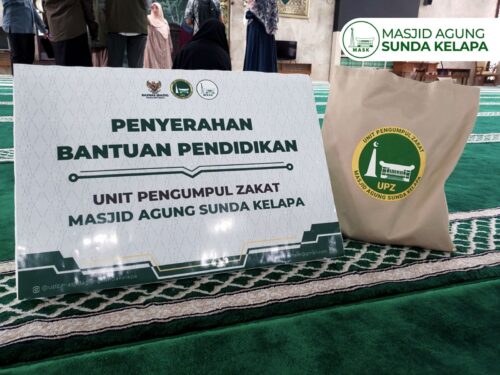 MASJID AGUNG
SUNDA KELAPA
MASK
PENYERAHAN
BANTUAN PENDIDIKAN
UNIT PENGUMPUL ZAKAT
MASJID AGUNG SUNDA KELAPA
UNIT PENGUMPUL ZAKAT
UPZ
MASJID AGUNG SUNDA KELAPA